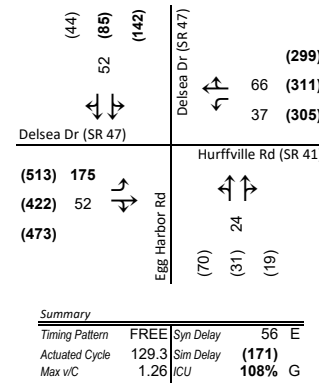 (44) (85) (142)
52
Delsea Dr (SR 47)
Delsea Dr (SR 47)
(299)
66 (311)
37 (305)
(513) 175
(422) 52
(473)
Egg Harbor Rd
Hurffville Rd (SR 41
24
(70) (31) (19)
Summary
Timing Pattern FREE Syn Delay 56 E
Actuated Cycle 129.3 Sim Delay (171)
Max v/C 1.26 ICU 108% G